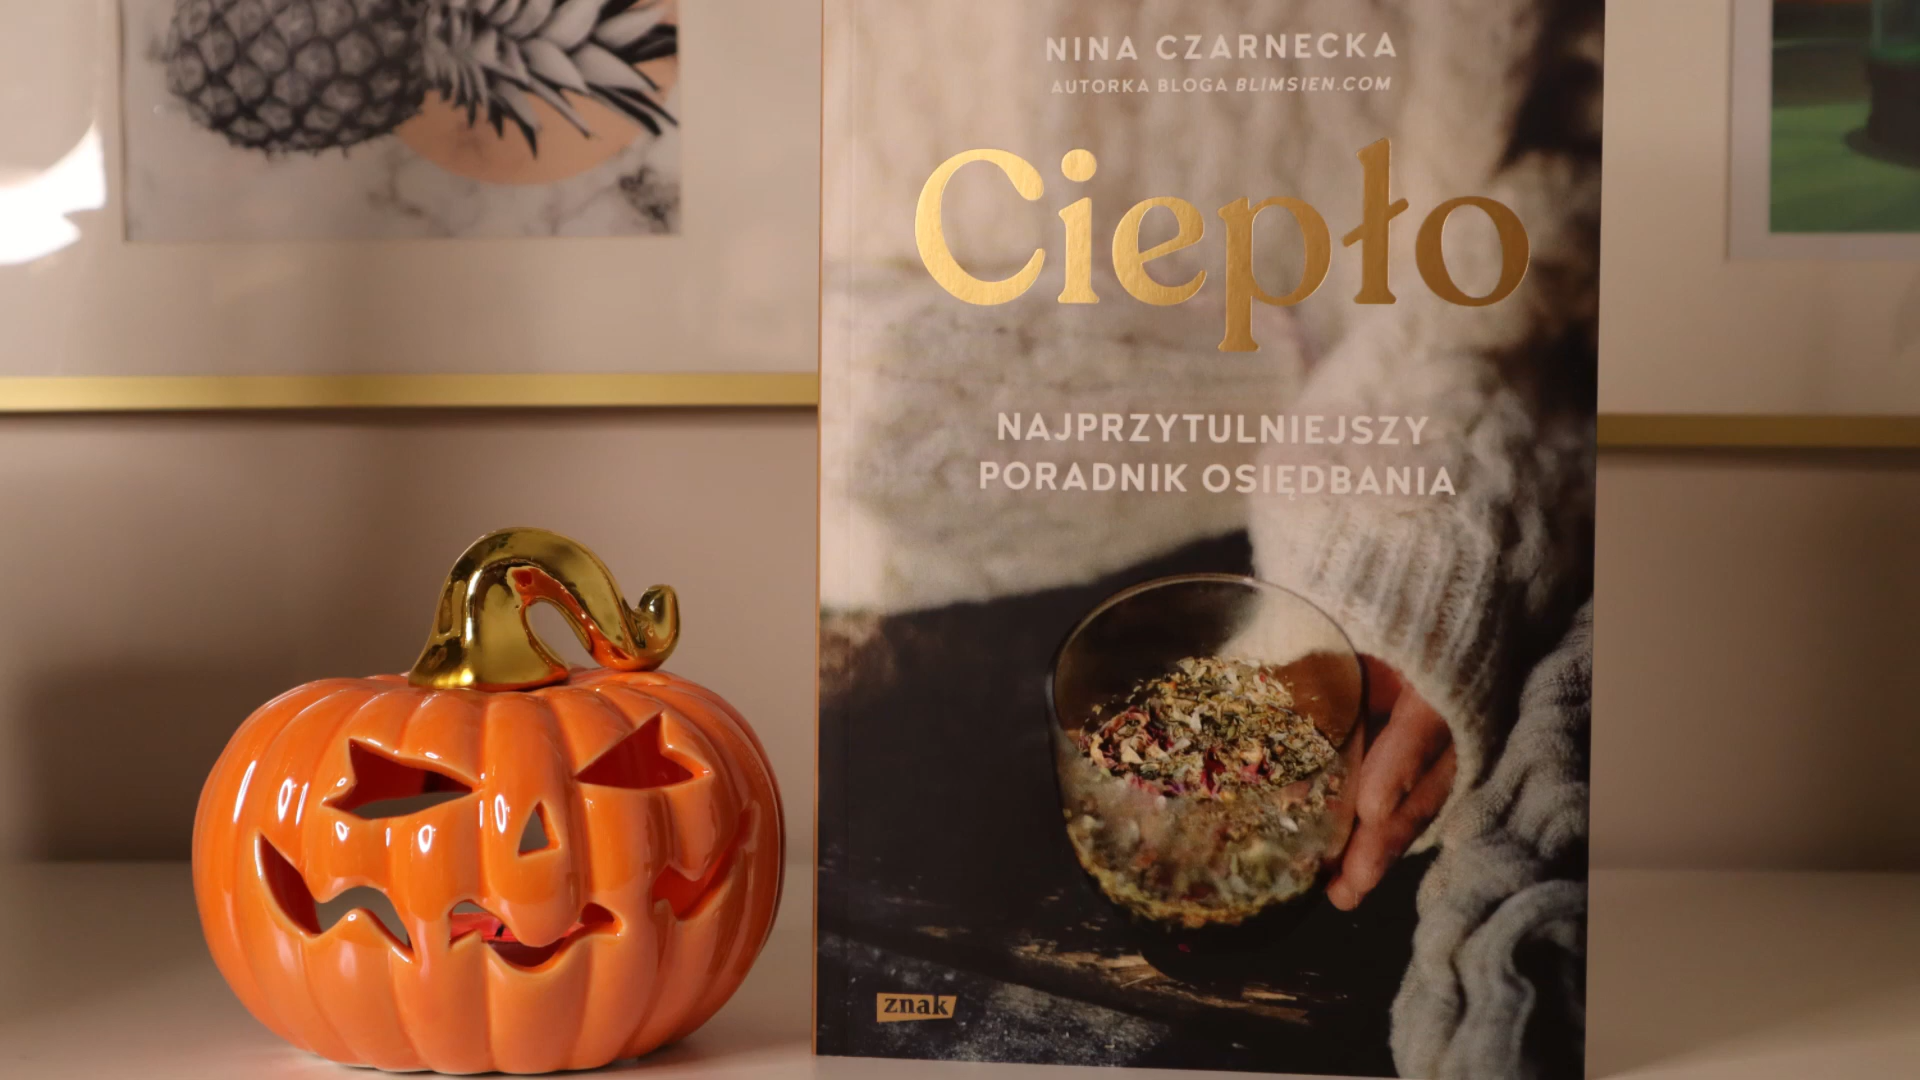 NINA CZARNECKA
AUTORKA BLOGA BLIMSIEN.COM
Ciepło
NAJPRZYTULNIEJSZY
PORADNIK OSIĘDBANIA
znak